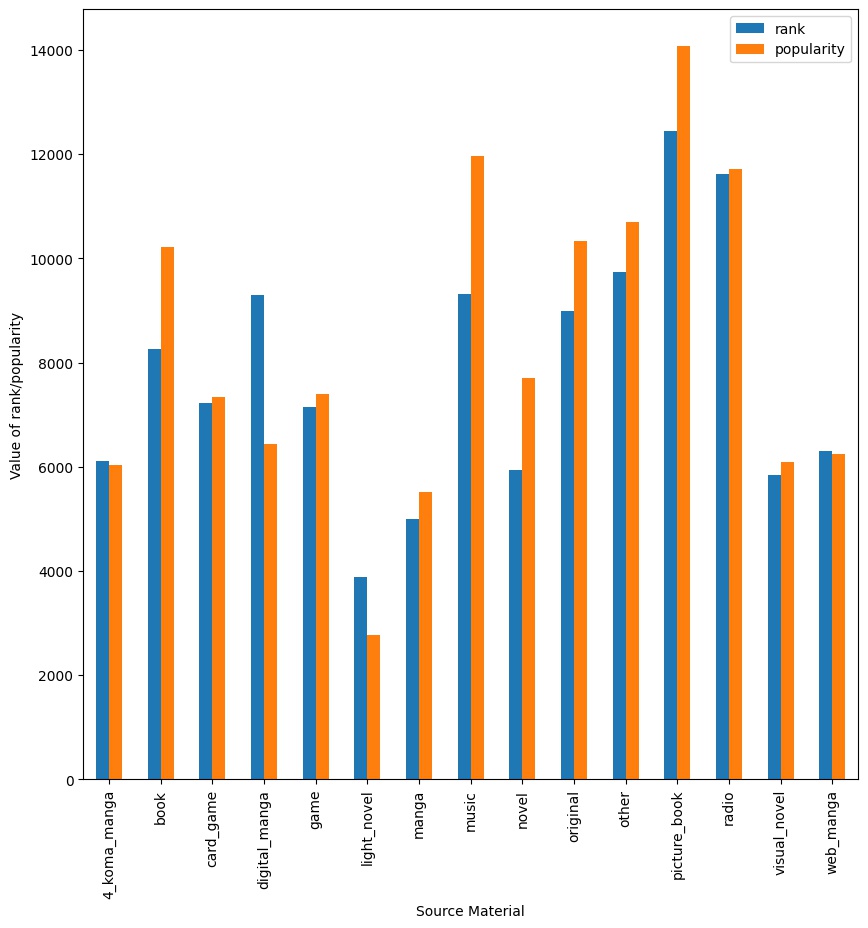 rank
popularity
14000
12000
10000
8000
6000
4000
2000
0
Value of rank/popularity
4_koma_manga
book
card_game
digital_manga
game
light_novel
manga
music
novel
original
other
picture_book
radio
visual_novel
web_manga
Source Material